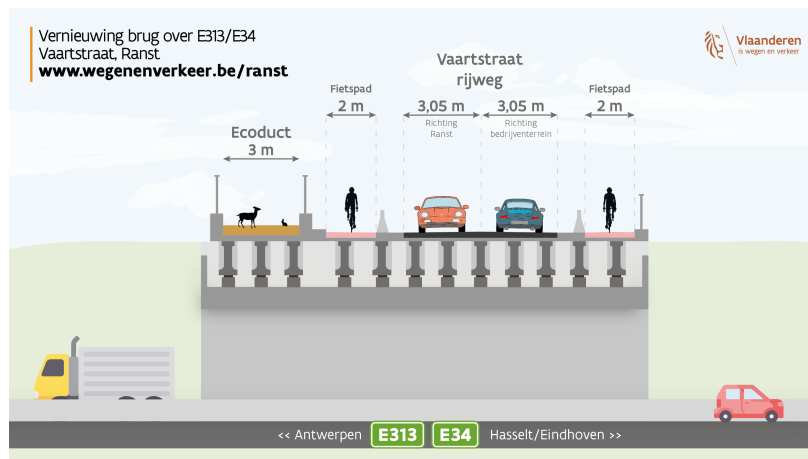 Vernieuwing brug over E313/E34
Vaartstraat, Ranst
www.wegenenverkeer.be/ranst
Vlaanderen
is wegen en verkeer
Vaartstraat
rijweg
Fietspad
2 m
3,05 m
Richting
Ranst
3,05 m
Richting
bedrijventerrein
Fietspad
2 m
Ecoduct
3 m
<< Antwerpen E313 E34 Hasselt/Eindhoven >>